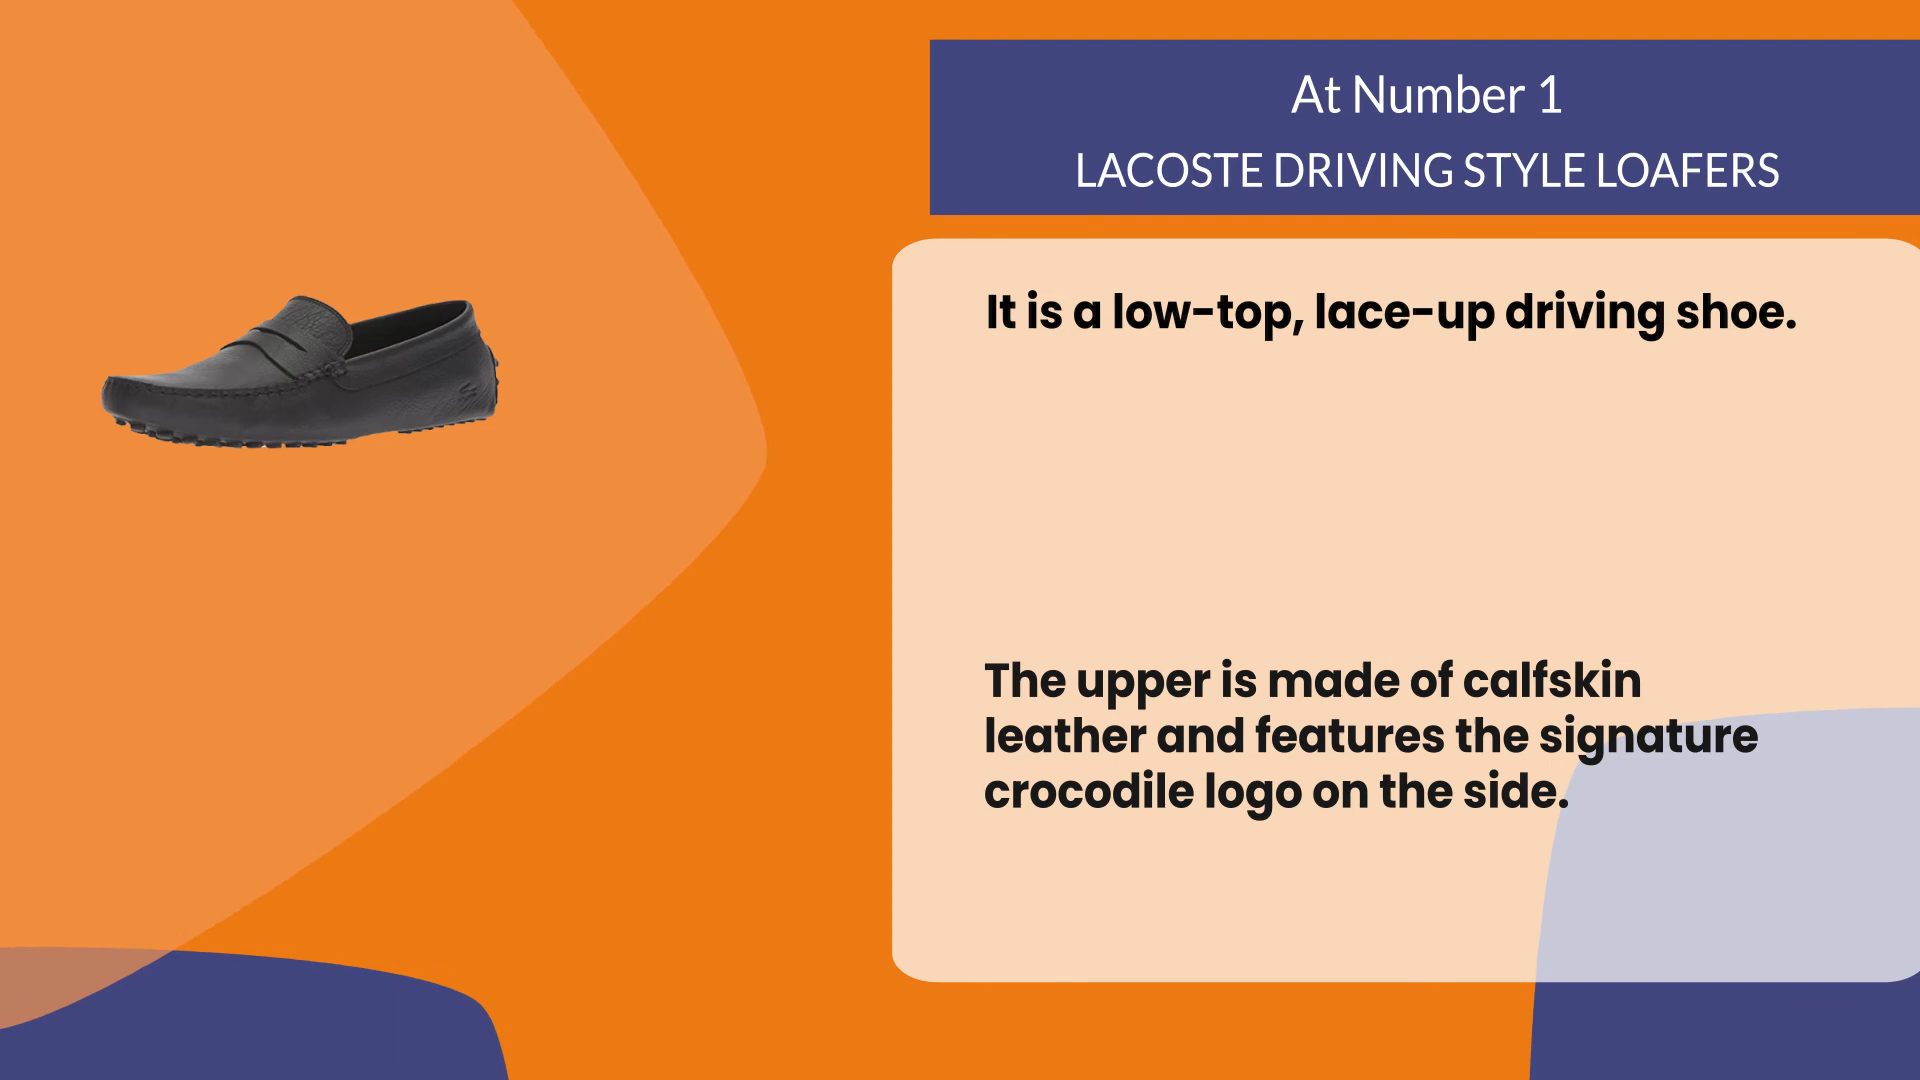 At Number 1
LACOSTE DRIVING STYLE LOAFERS
It is a low-top, lace-up driving shoe.
The upper is made of calfskin
leather and features the signature
crocodile logo on the side.